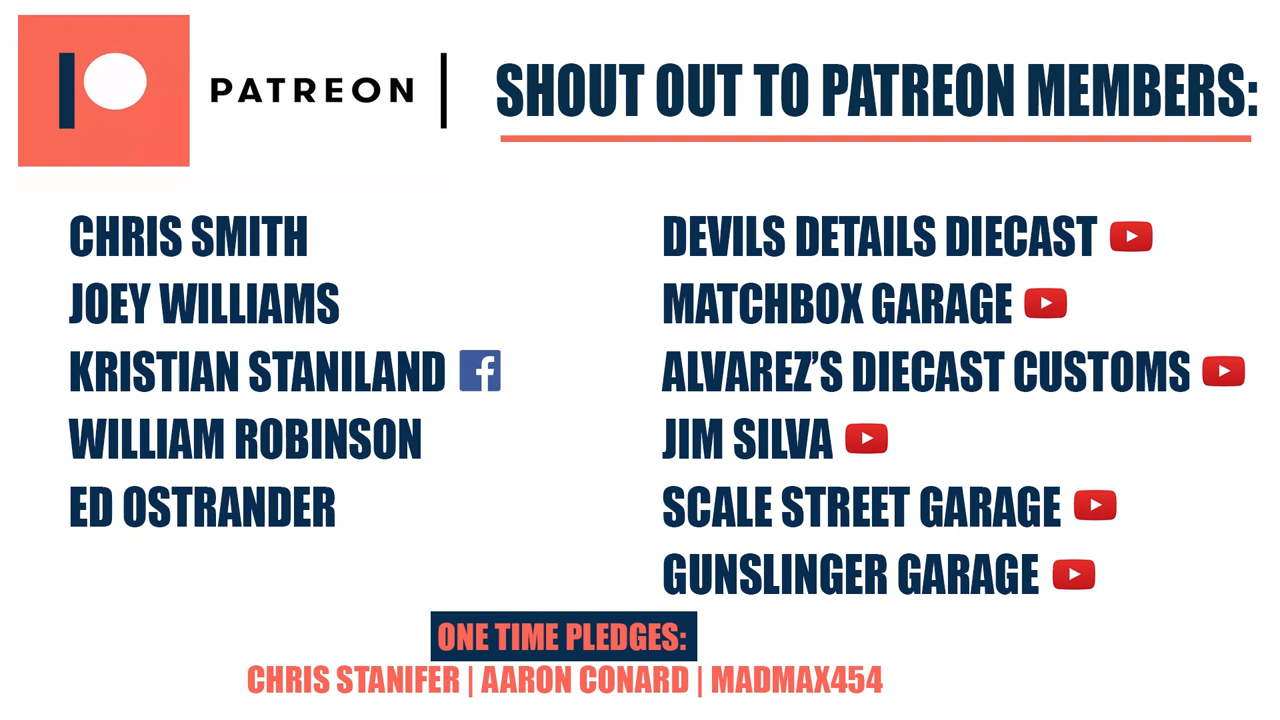 PATREON
SHOUT OUT TO PATREON MEMBERS:
CHRIS SMITH
JOEY WILLIAMS
KRISTIAN STANILAND
WILLIAM ROBINSON
ED OSTRANDER
DEVILS DETAILS DIECAST
MATCHBOX GARAGE
ALVAREZ’S DIECAST CUSTOMS
JIM SILVA
SCALE STREET GARAGE
GUNSLINGER GARAGE
ONE TIME PLEDGES:
CHRIS STANIFER | AARON CONARD | MADMAX454